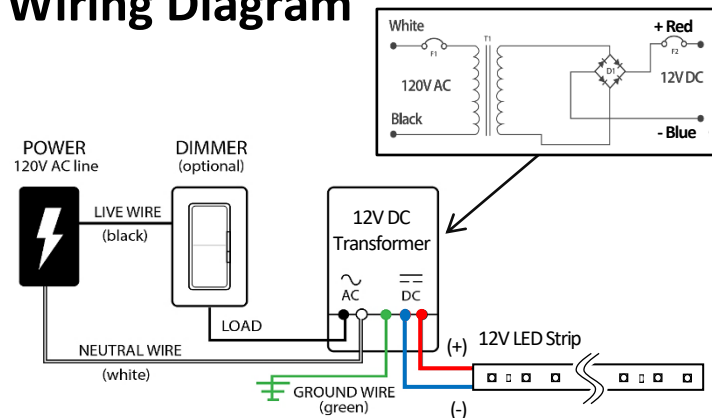 Wiring Diagram
White
+ Red
F1
T1
D1
F2
120V AC
12V DC
Black
- Blue
POWER
120V AC line
DIMMER
(optional)
LIVE WIRE
(black)
12V DC
Transformer
AC
DC
LOAD
NEUTRAL WIRE
(white)
GROUND WIRE
(green)
(+)
(-)
12V LED Strip